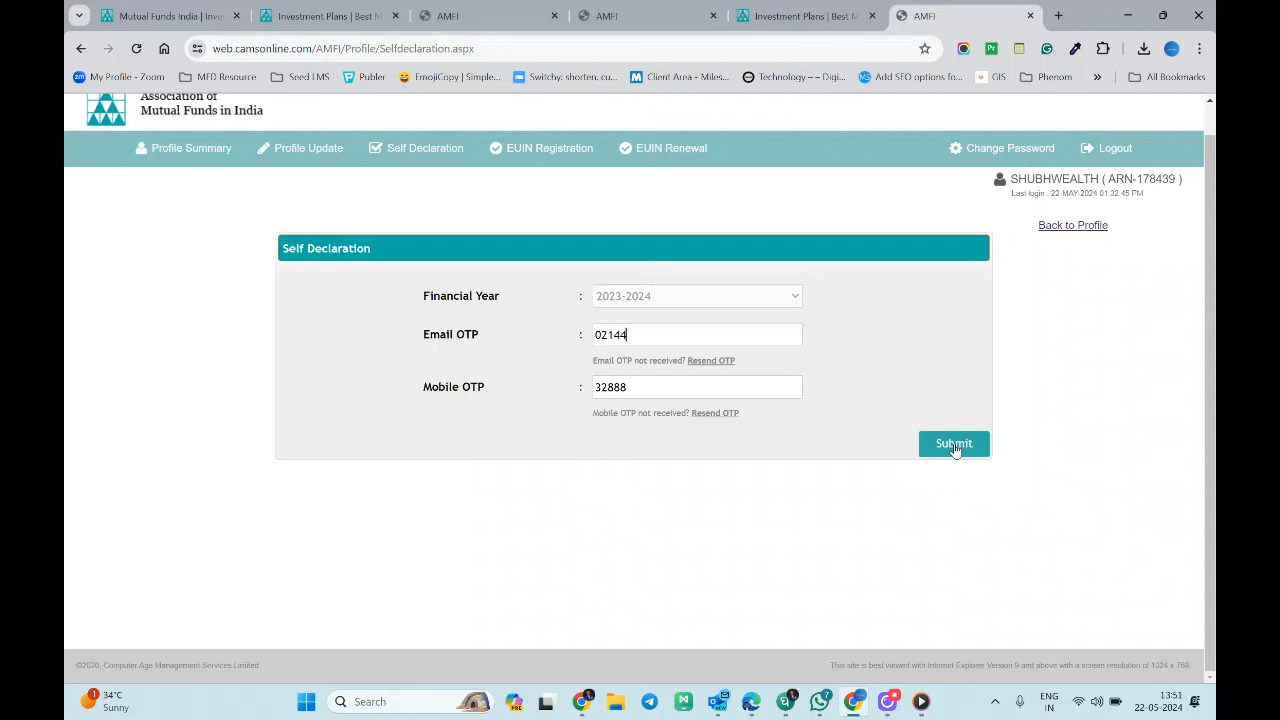 Mutual Funds India | Inve
Investment Plans | Best M
AMFI
AMFI
Investment Plans | Best M
AMFI
web.camsonline.com/AMFI/Profile/Selfdeclaration.aspx
My Profile - Zoom
MFD Resource
Seed LMS
Publer
EmojiCopy | Simple...
Switchy: shorten, cu...
Client Area - Miles...
Technology -- | Digi...
Add SEO options fo...
GIS
Phenom
»
All Bookmarks
Association of
Mutual Funds in India
Profile Summary
Profile Update
Self Declaration
EUIN Registration
EUIN Renewal
Change Password
Logout
SHUBHWEALTH ( ARN-178439 )
Last login : 22-MAY-2024 01:32:45 PM
Back to Profile
Self Declaration
Financial Year : 2023-2024
Email OTP : 02144
Email OTP not received? Resend OTP
Mobile OTP : 32888
Mobile OTP not received? Resend OTP
Submit
©2020, Computer Age Management Services Limited
This site is best viewed with Internet Explorer Version 9 and above with a screen resolution of 1024 x 768.
1
34°C
Sunny
Search
ENG
IN
13:51
22-05-2024